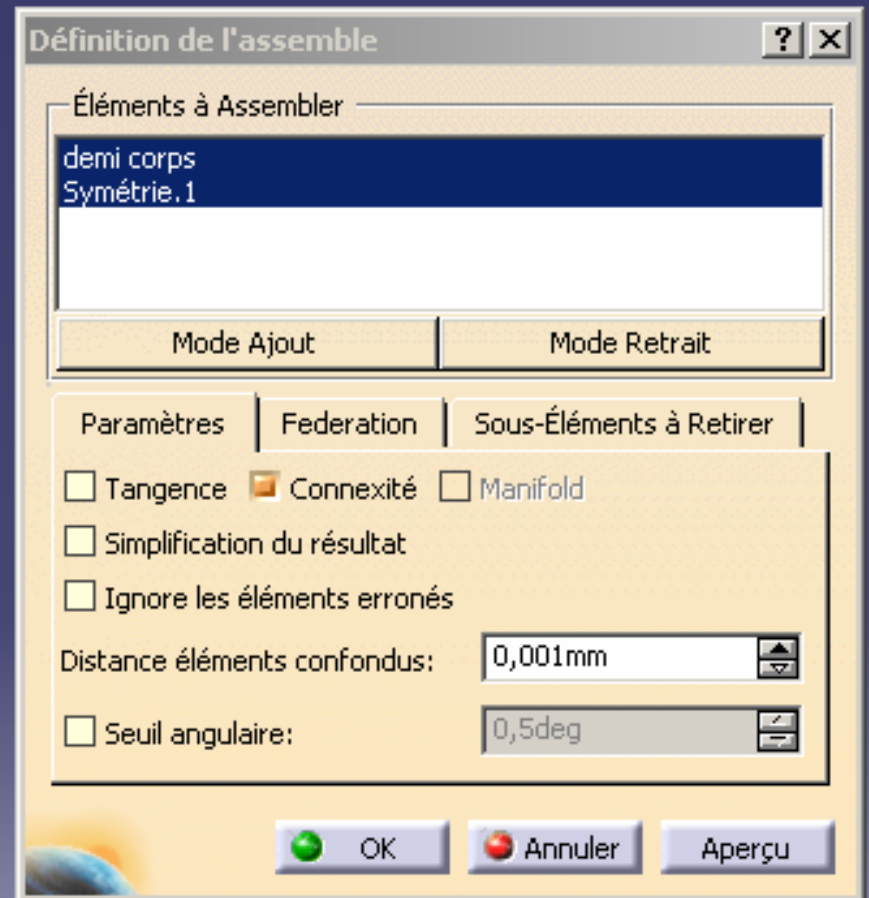 Définition de l'assemble
Éléments à Assembler
demi corps
Symétrie.1
Mode Ajout Mode Retrait
Paramètres Federation Sous-Éléments à Retirer
Tangence Connexité Manifold
Simplification du résultat
Ignore les éléments erronés
Distance éléments confondus: 0,001mm
Seuil angulaire: 0,5deg
OK Annuler Aperçu